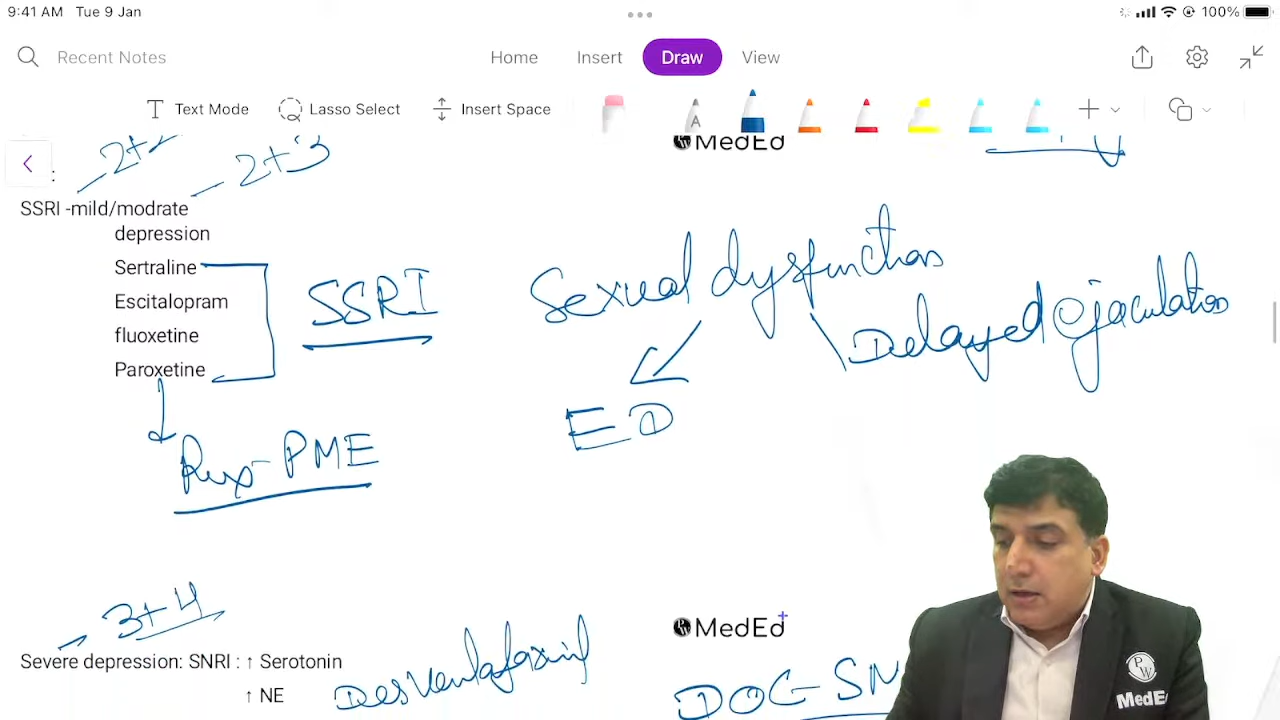 9:41 AM Tue 9 Jan
100%
Recent Notes
Home Insert Draw View
Text Mode Lasso Select Insert Space
A
MedEd
2+2
2+3
:
SSRI -mild/modrate
depression
Sertraline
Escitalopram
fluoxetine
Paroxetine
SSRI
Sexual dysfunction
Delayed ejaculation
ED
PME
3+4
MedEd
Severe depression: SNRI : ↑ Serotonin
↑ NE
Desvenlafaxine
DOC - SN
PW
MedEd